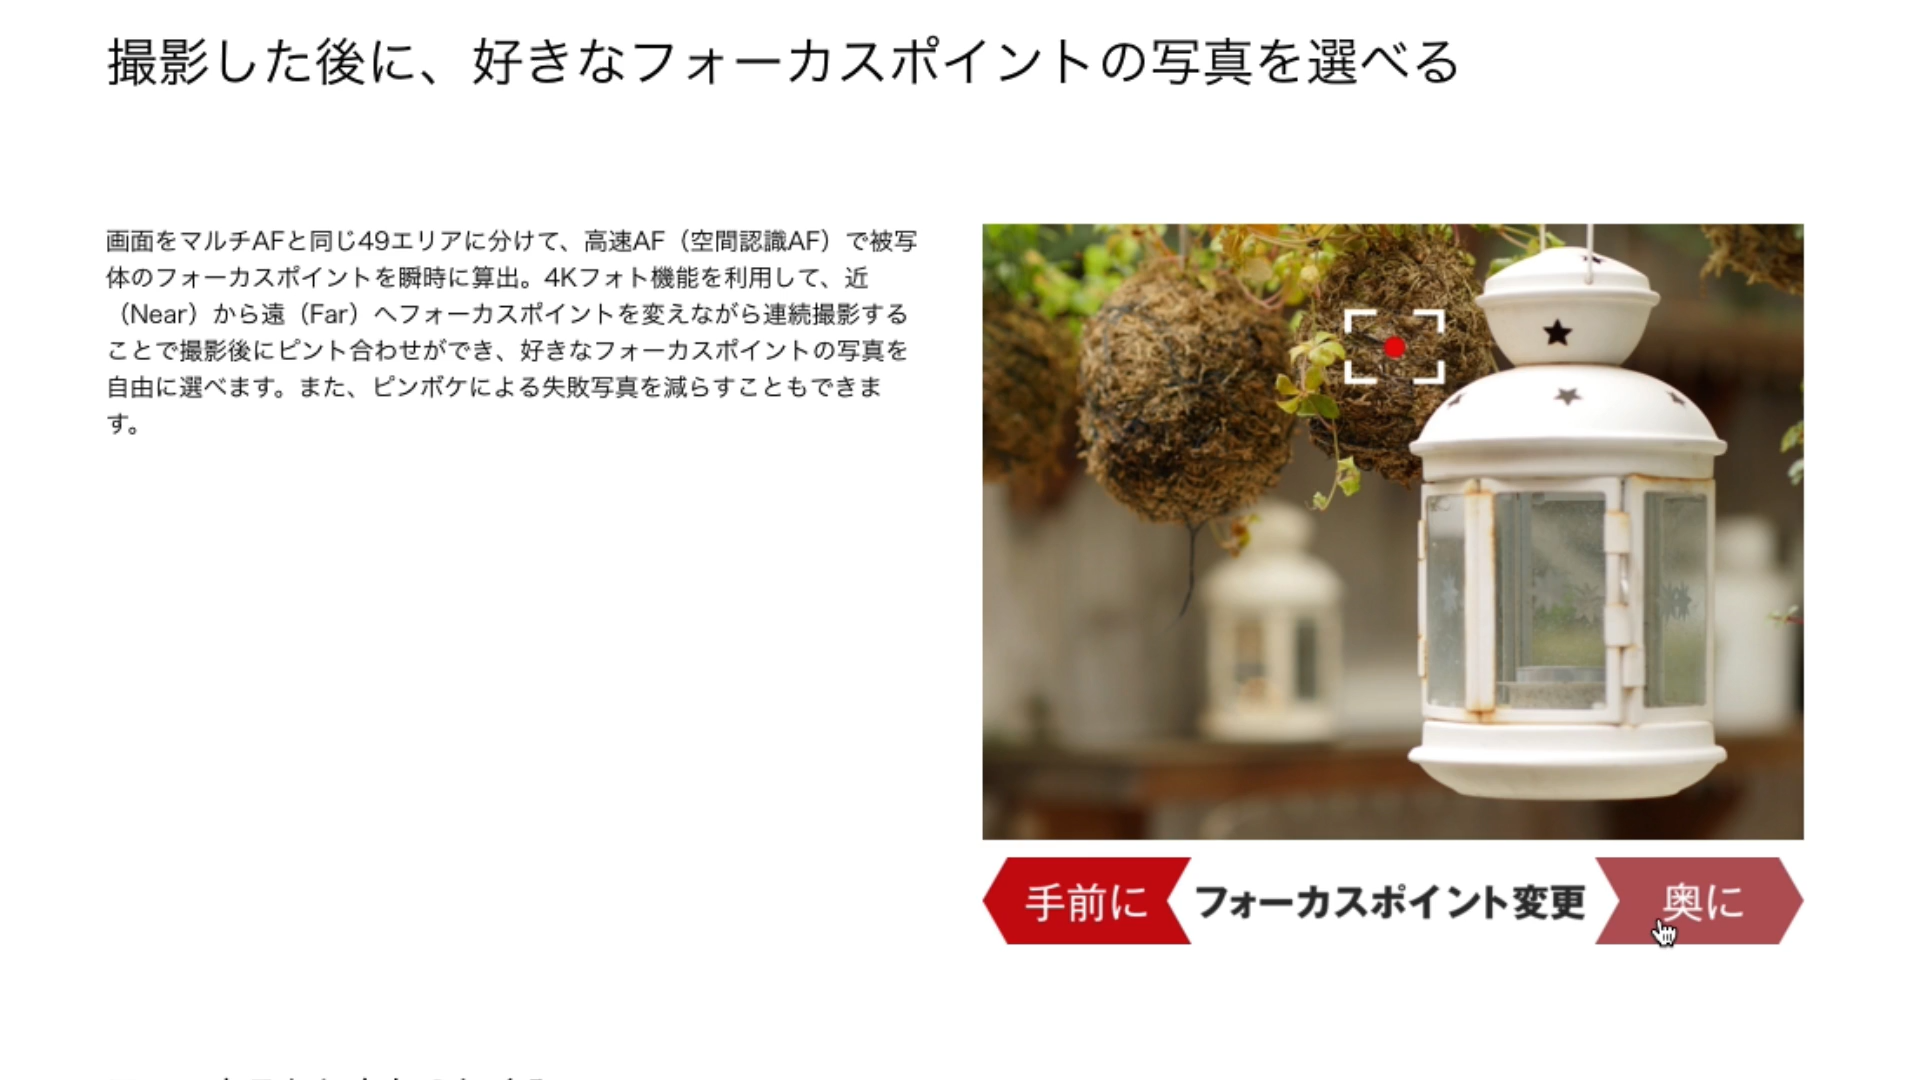 撮影した後に、好きなフォーカスポイントの写真を選べる
画面をマルチAFと同じ49エリアに分けて、高速AF（空間認識AF）で被写
体のフォーカスポイントを瞬時に算出。4Kフォト機能を利用して、近
（Near）から遠（Far）へフォーカスポイントを変えながら連続撮影する
ことで撮影後にピント合わせができ、好きなフォーカスポイントの写真を
自由に選べます。また、ピンボケによる失敗写真を減らすこともできま
す。
手前に
フォーカスポイント変更
奥に